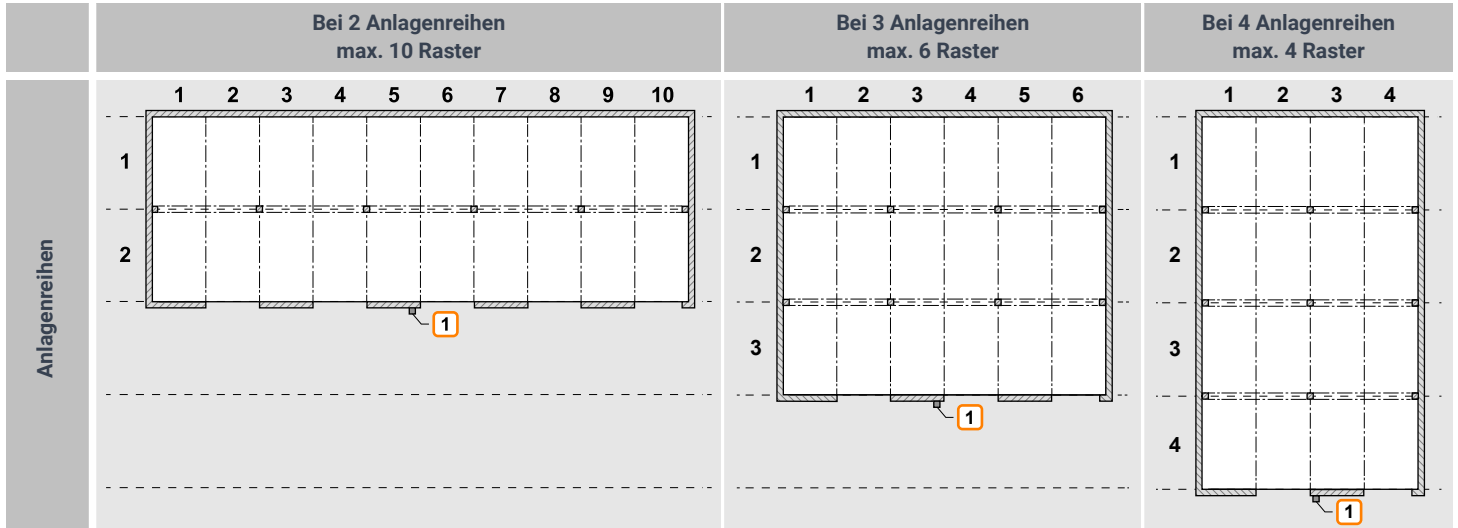 Bei 2 Anlagenreihen
max. 10 Raster
Bei 3 Anlagenreihen
max. 6 Raster
Bei 4 Anlagenreihen
max. 4 Raster
Anlagenreihen
1 2 3 4 5 6 7 8 9 10
1
2
1
1 2 3 4 5 6
1
2
3
1
1 2 3 4
1
2
3
4
1